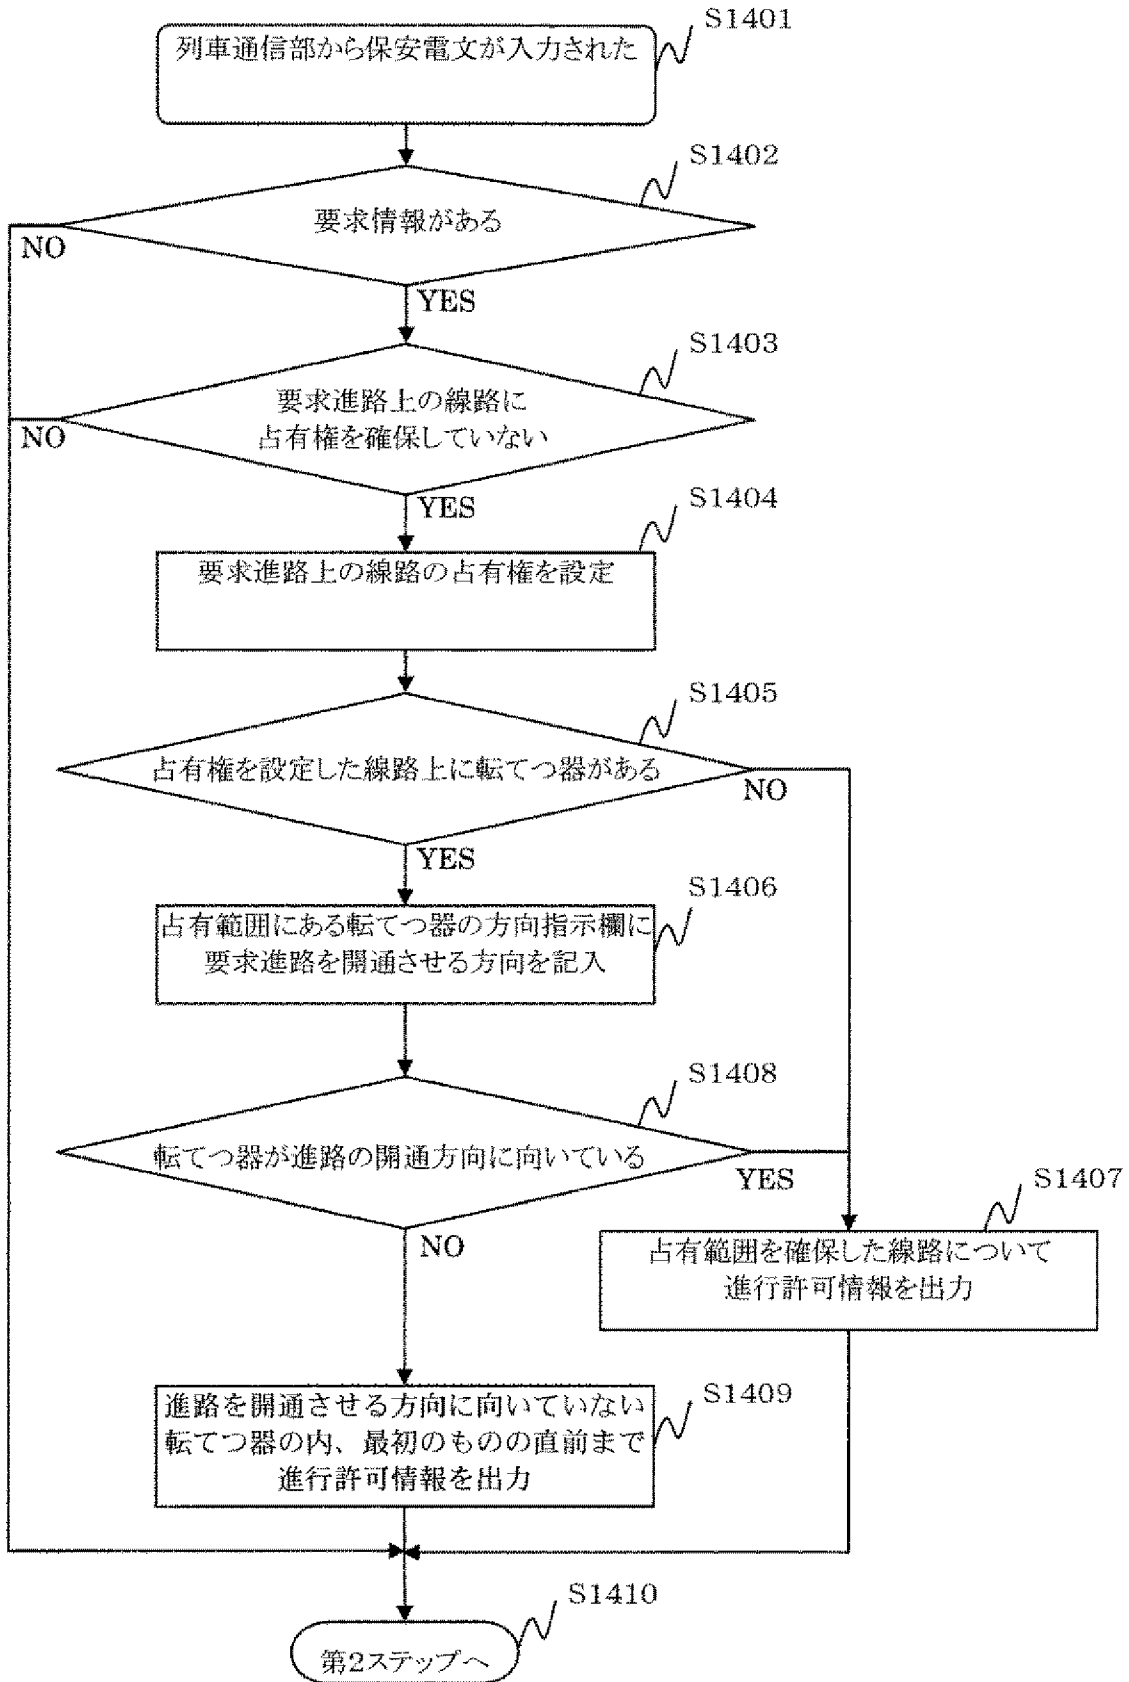 S1401
列車通信部から保安電文が入力された
S1402
要求情報がある
NO
YES
S1403
要求進路上の線路に
占有権を確保していない
NO
YES
S1404
要求進路上の線路の占有権を設定
S1405
占有権を設定した線路上に転てつ器がある
NO
YES
S1406
占有範囲にある転てつ器の方向指示欄に
要求進路を開通させる方向を記入
S1408
転てつ器が進路の開通方向に向いている
YES
NO
S1407
占有範囲を確保した線路について
進行許可情報を出力
S1409
進路を開通させる方向に向いていない
転てつ器の内、最初のものの直前まで
進行許可情報を出力
S1410
第2ステップへ